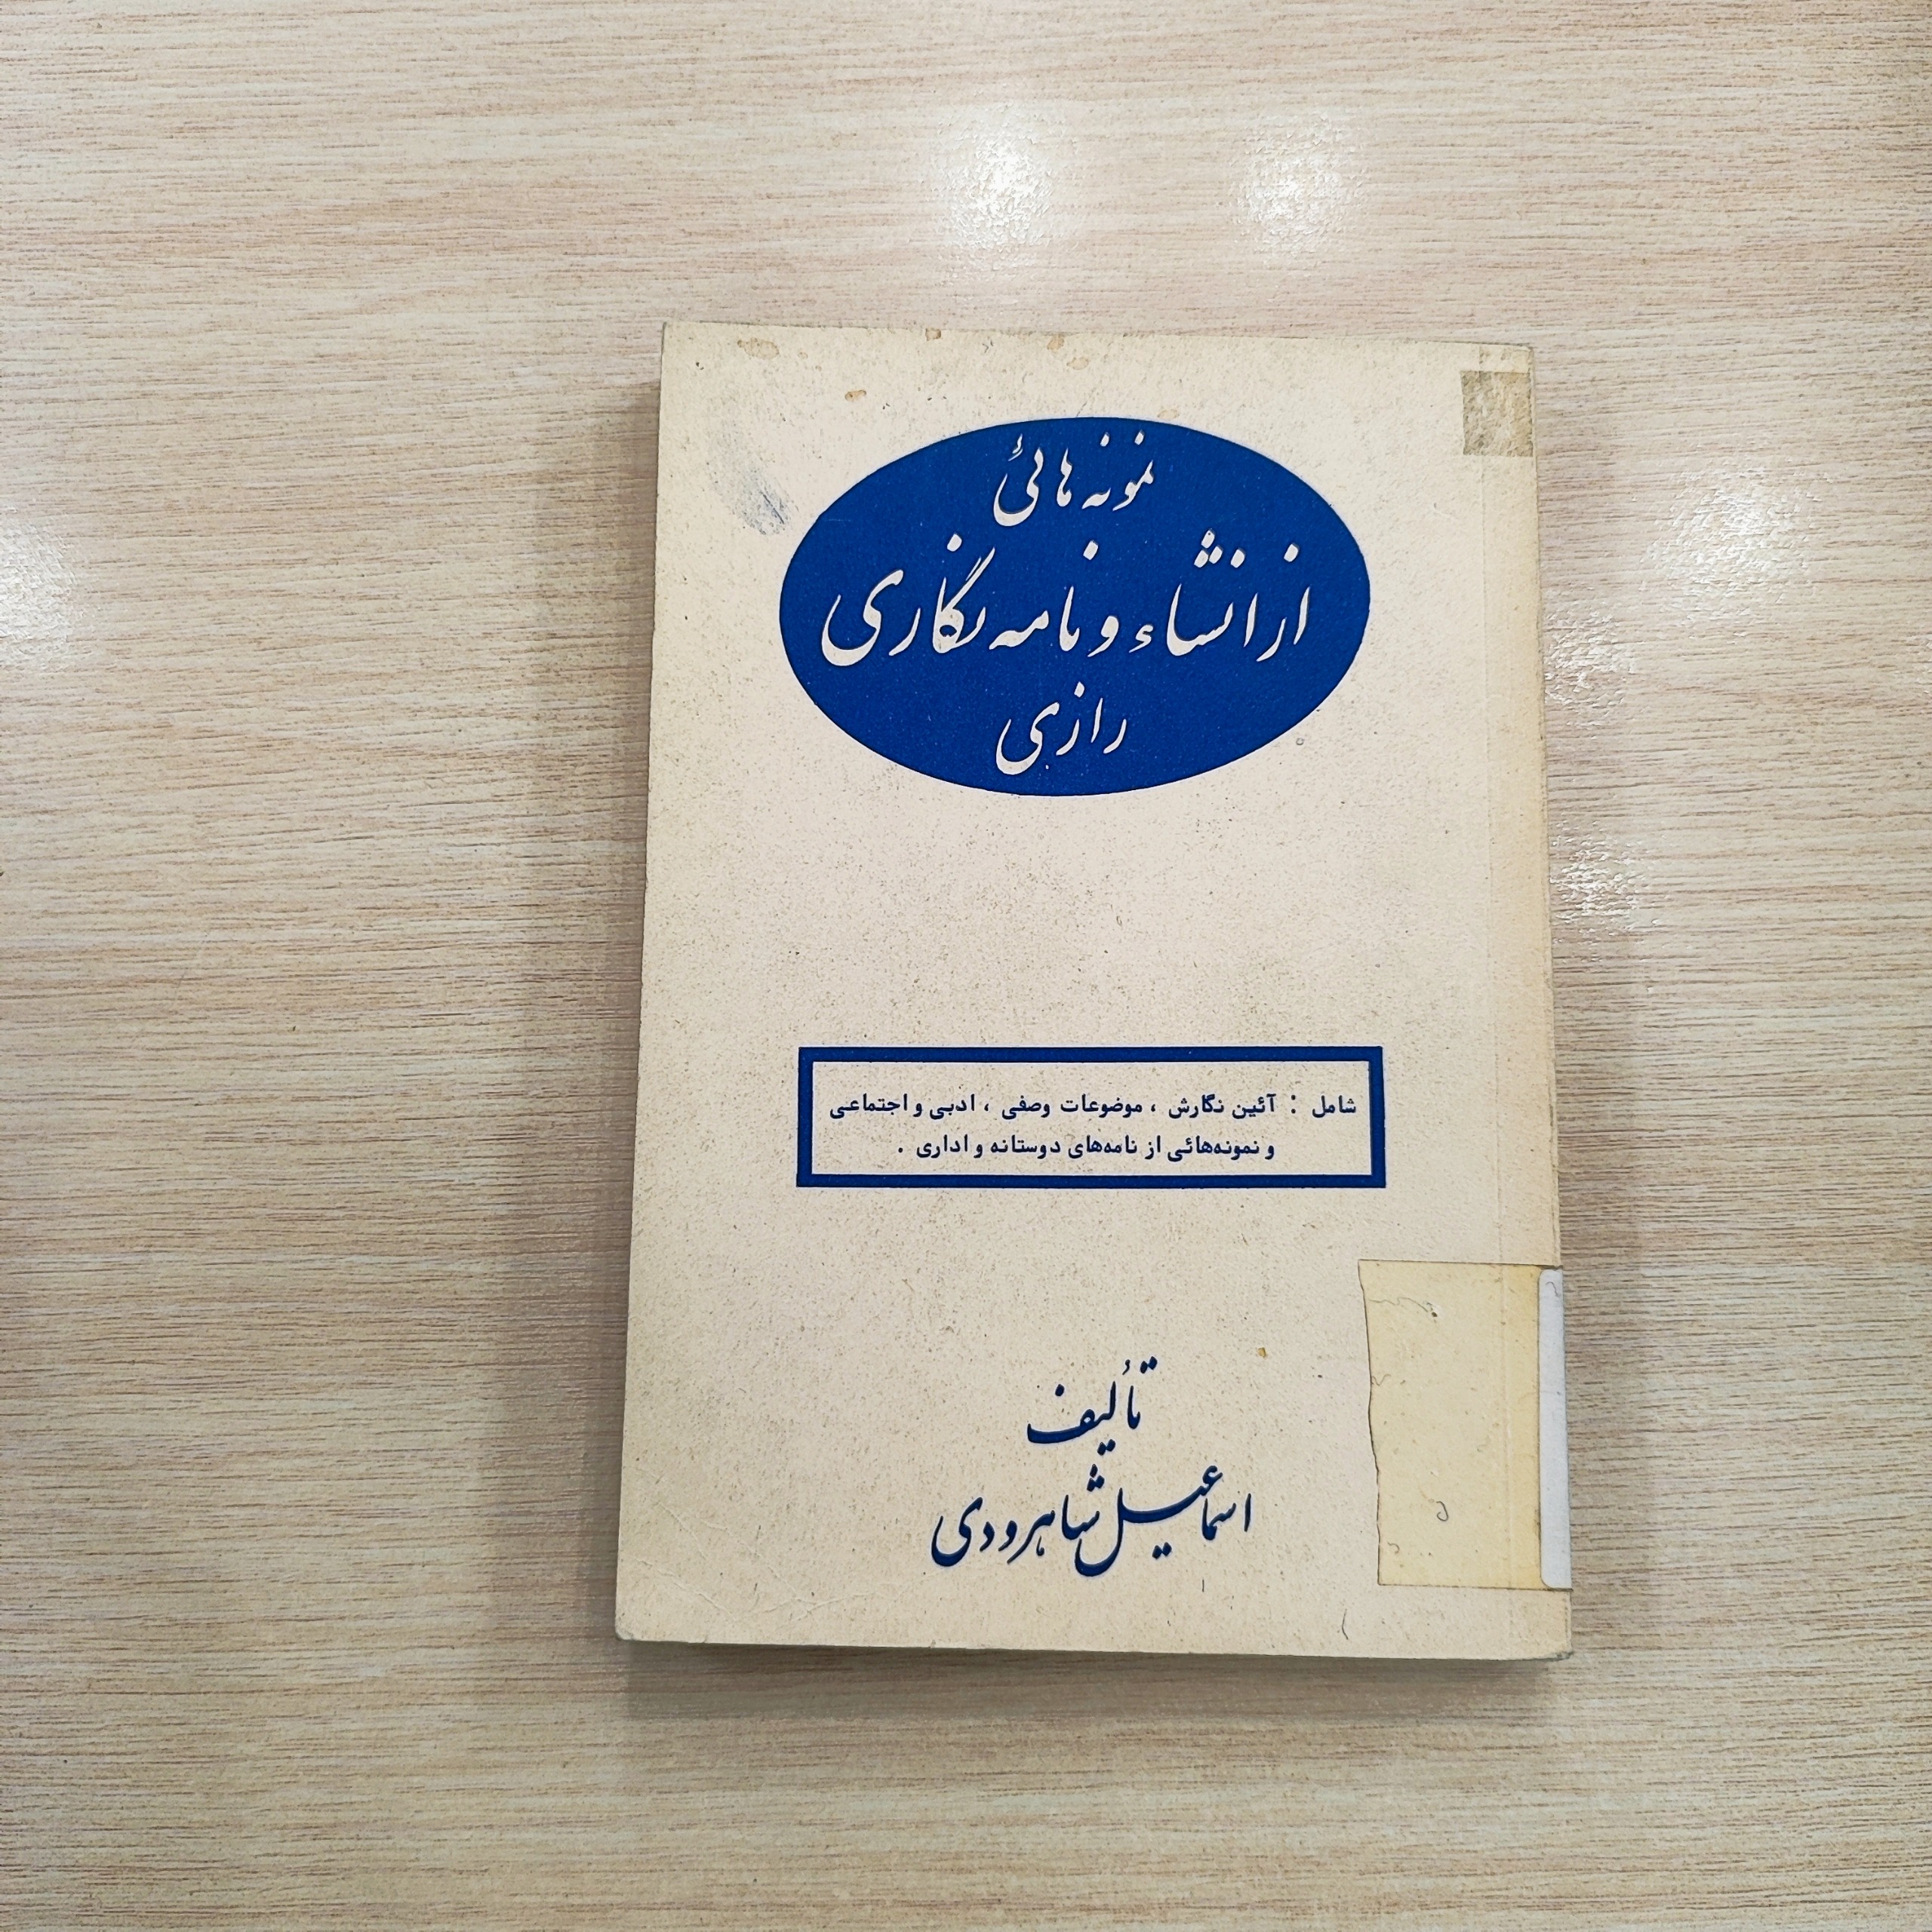 نمونه هائی
از انشاء و نامه نگاری
رازی
شامل : آئین نگارش ، موضوعات وصفی ، ادبی و اجتماعی
و نمونه‌هائی از نامه‌های دوستانه و اداری .
تألیف
اسماعیل شاهرودی